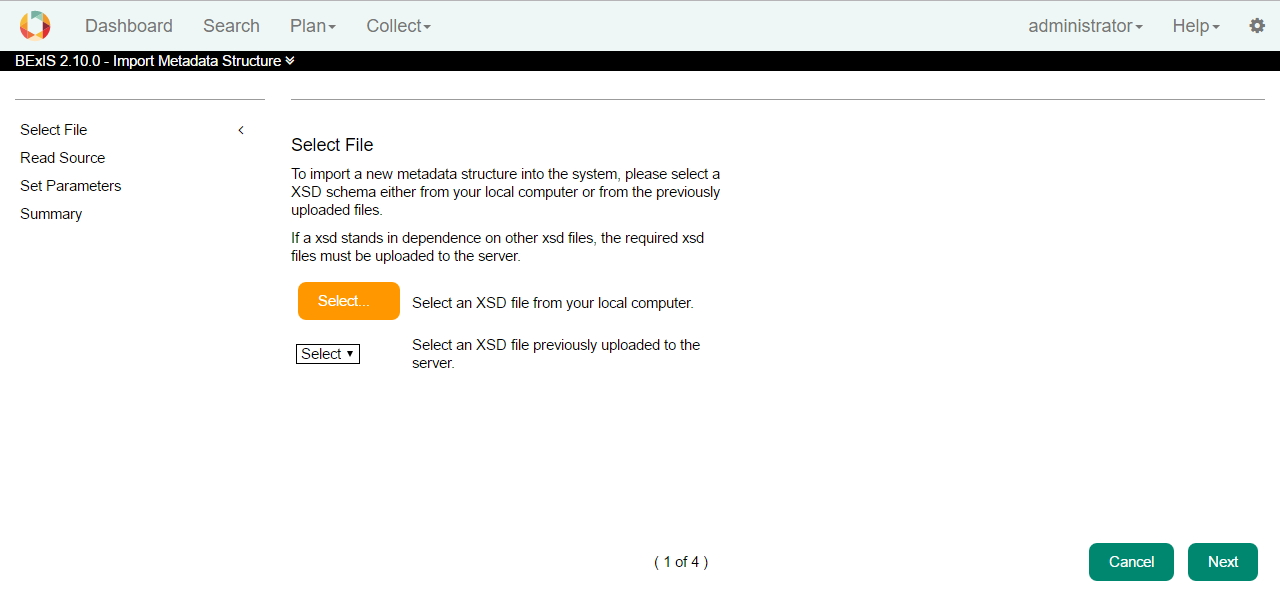 Dashboard Search Plan Collect administrator Help
BExIS 2.10.0 - Import Metadata Structure
Select File
Read Source
Set Parameters
Summary
Select File
To import a new metadata structure into the system, please select a
XSD schema either from your local computer or from the previously
uploaded files.
If a xsd stands in dependence on other xsd files, the required xsd
files must be uploaded to the server.
Select... Select an XSD file from your local computer.
Select Select an XSD file previously uploaded to the
server.
( 1 of 4 ) Cancel Next